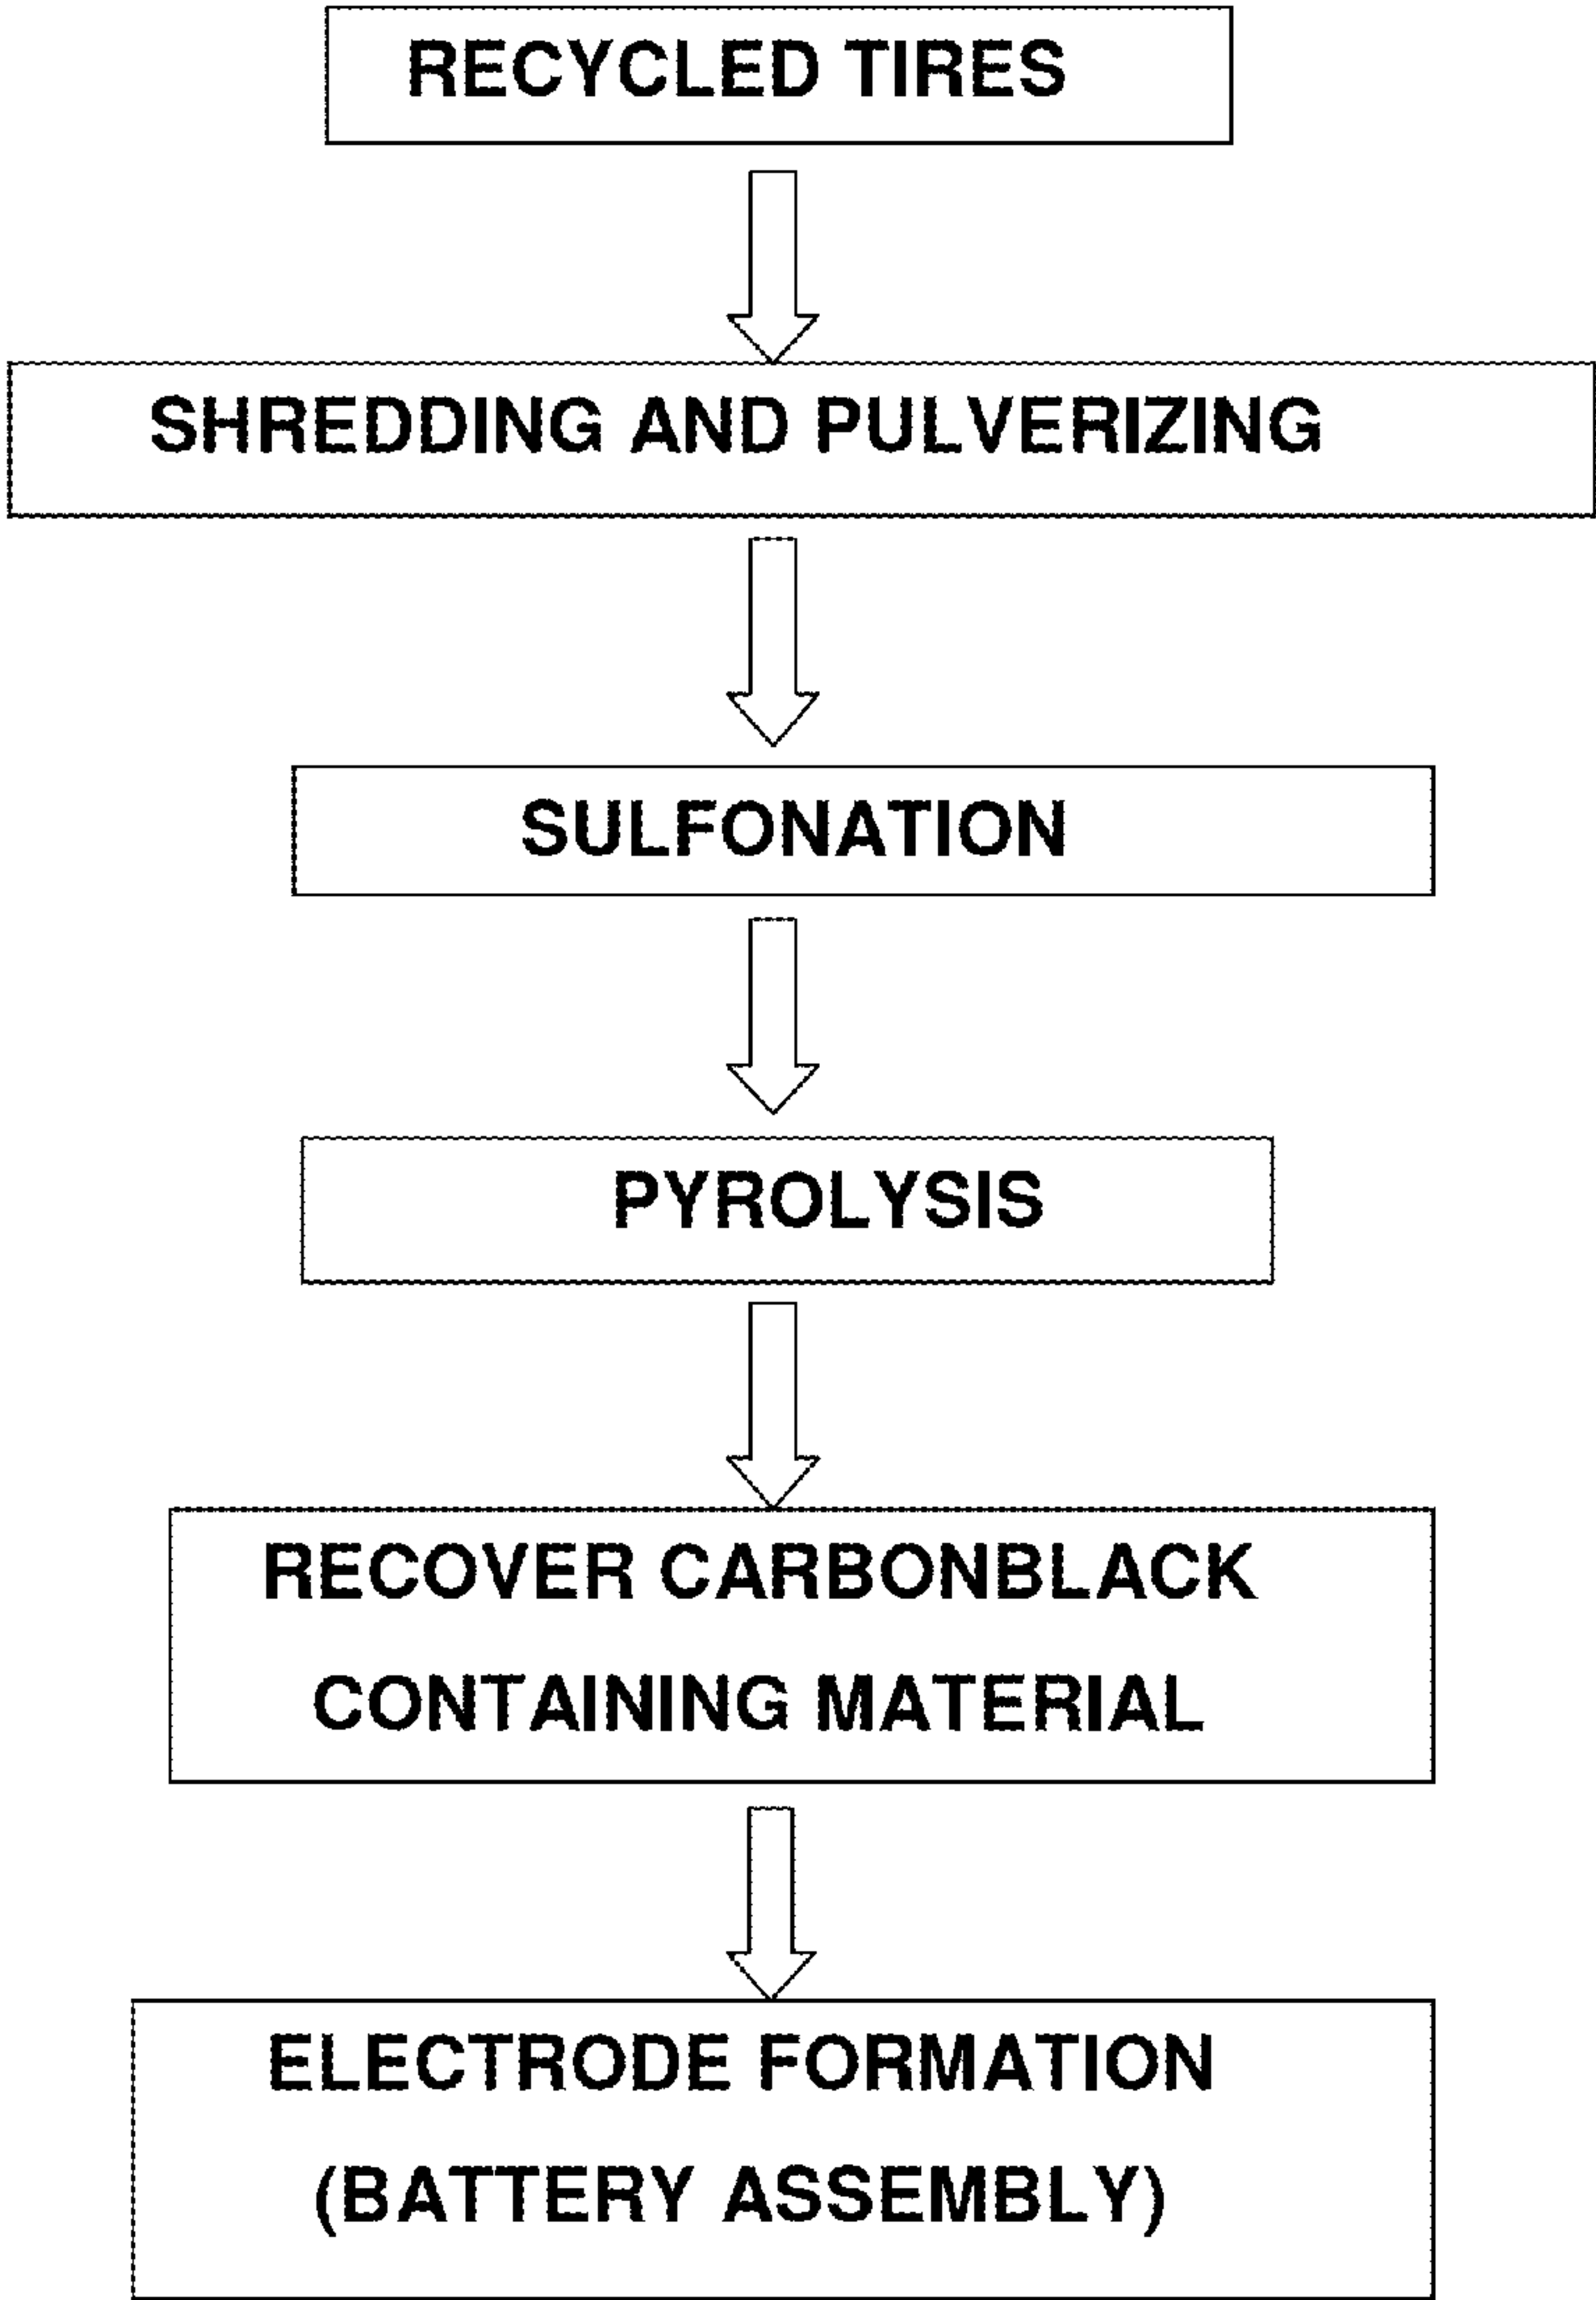 RECYCLED TIRES
SHREDDING AND PULVERIZING
SULFONATION
PYROLYSIS
RECOVER CARBONBLACK
CONTAINING MATERIAL
ELECTRODE FORMATION
(BATTERY ASSEMBLY)